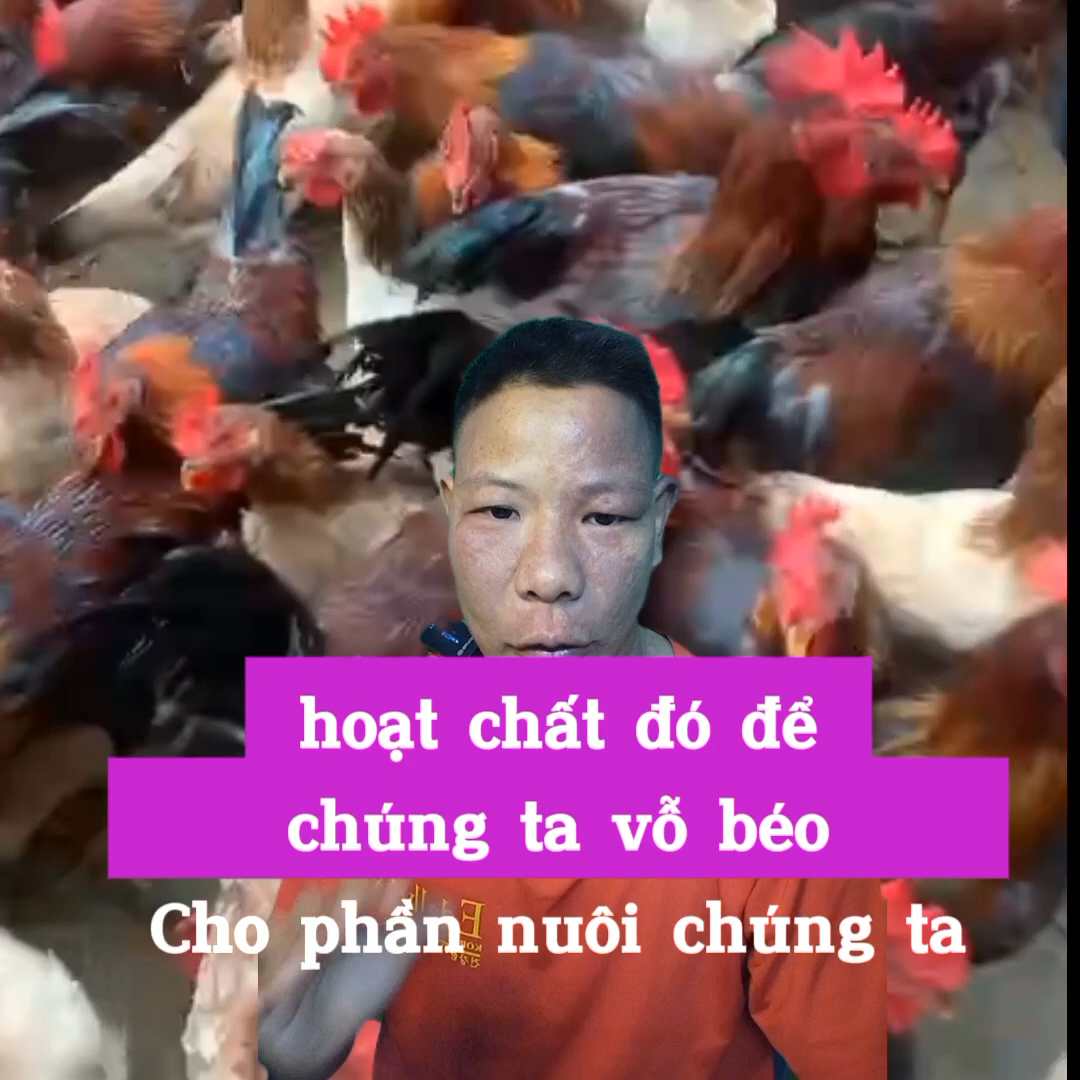 hoạt chất đó để
chúng ta vỗ béo
Cho phần nuôi chúng ta